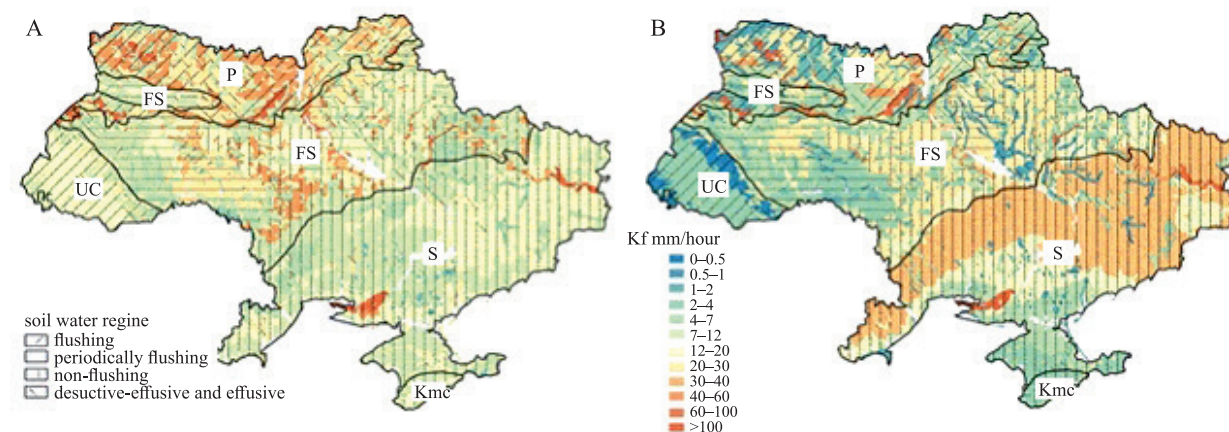 A
P
FS
FS
UC
S
Kmc
soil water regine
flushing
periodically flushing
non-flushing
desuctive-effusive and effusive
B
P
FS
FS
UC
S
Kmc
Kf mm/hour
0–0.5
0.5–1
1–2
2–4
4–7
7–12
12–20
20–30
30–40
40–60
60–100
>100